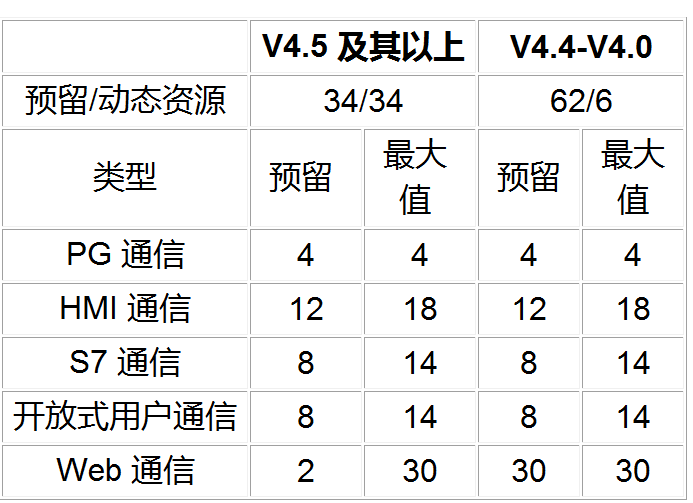 V4.5 及其以上 V4.4-V4.0
预留/动态资源 34/34 62/6
类型 预留 最大值 预留 最大值
PG 通信 4 4 4 4
HMI 通信 12 18 12 18
S7 通信 8 14 8 14
开放式用户通信 8 14 8 14
Web 通信 2 30 30 30